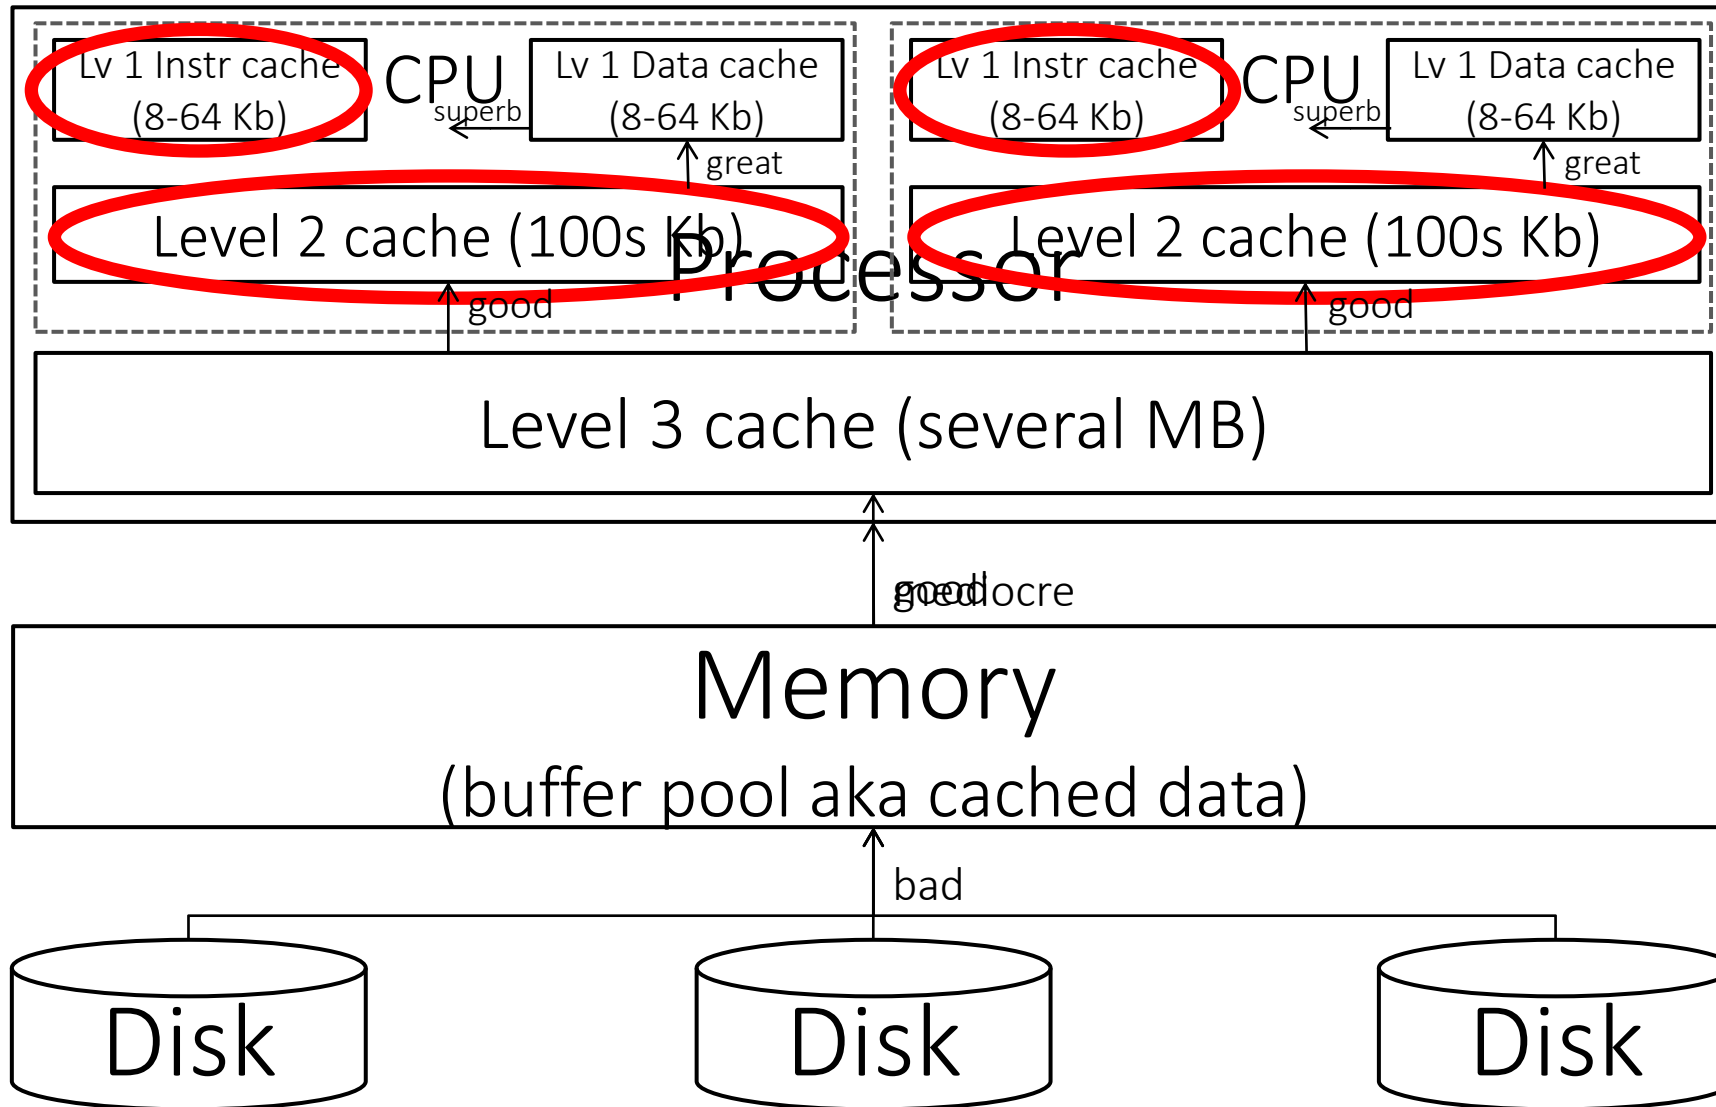 Lv 1 Instr cache
(8-64 Kb)
CPU
superb
Lv 1 Data cache
(8-64 Kb)
great
Level 2 cache (100s Kb)
good
Lv 1 Instr cache
(8-64 Kb)
CPU
superb
Lv 1 Data cache
(8-64 Kb)
great
Level 2 cache (100s Kb)
good
Processor
Level 3 cache (several MB)
good
mediocre
Memory
(buffer pool aka cached data)
bad
Disk
Disk
Disk